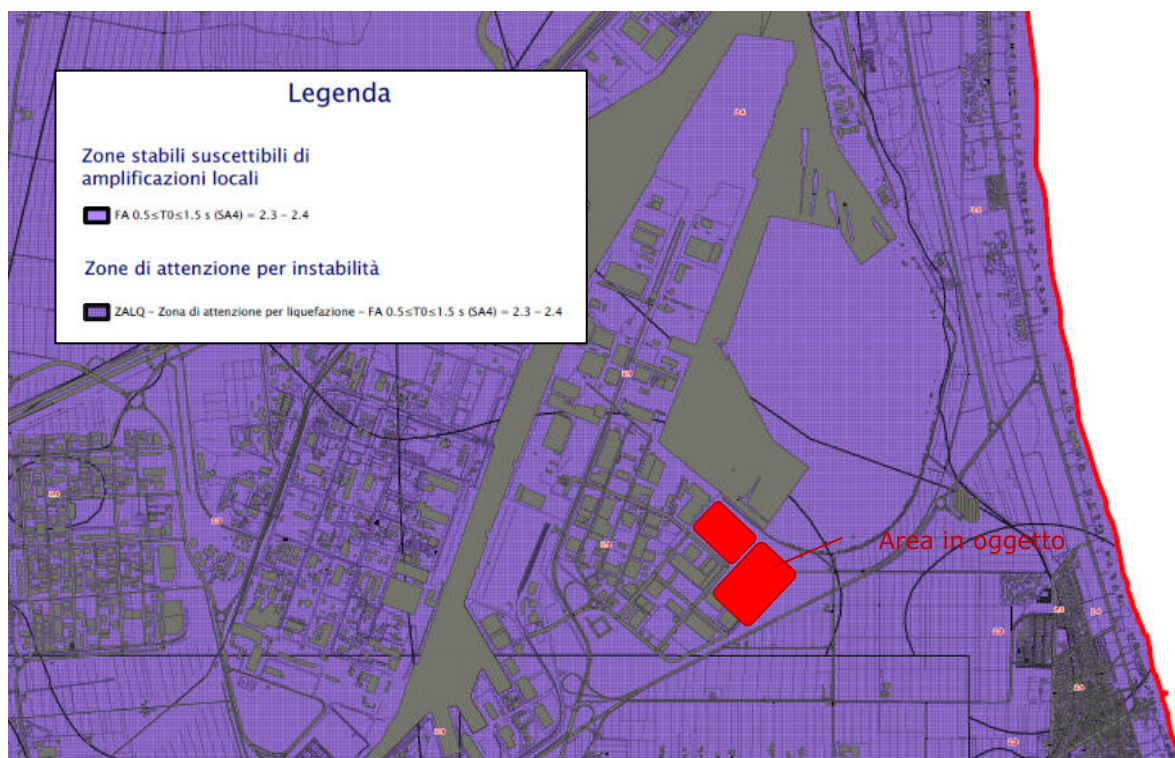 Legenda
Zone stabili suscettibili di
amplificazioni locali
FA 0.5≤T0≤1.5 s (SA4) = 2.3 – 2.4
Zone di attenzione per instabilità
ZALQ – Zona di attenzione per liquefazione – FA 0.5≤T0≤1.5 s (SA4) = 2.3 – 2.4
Area in oggetto